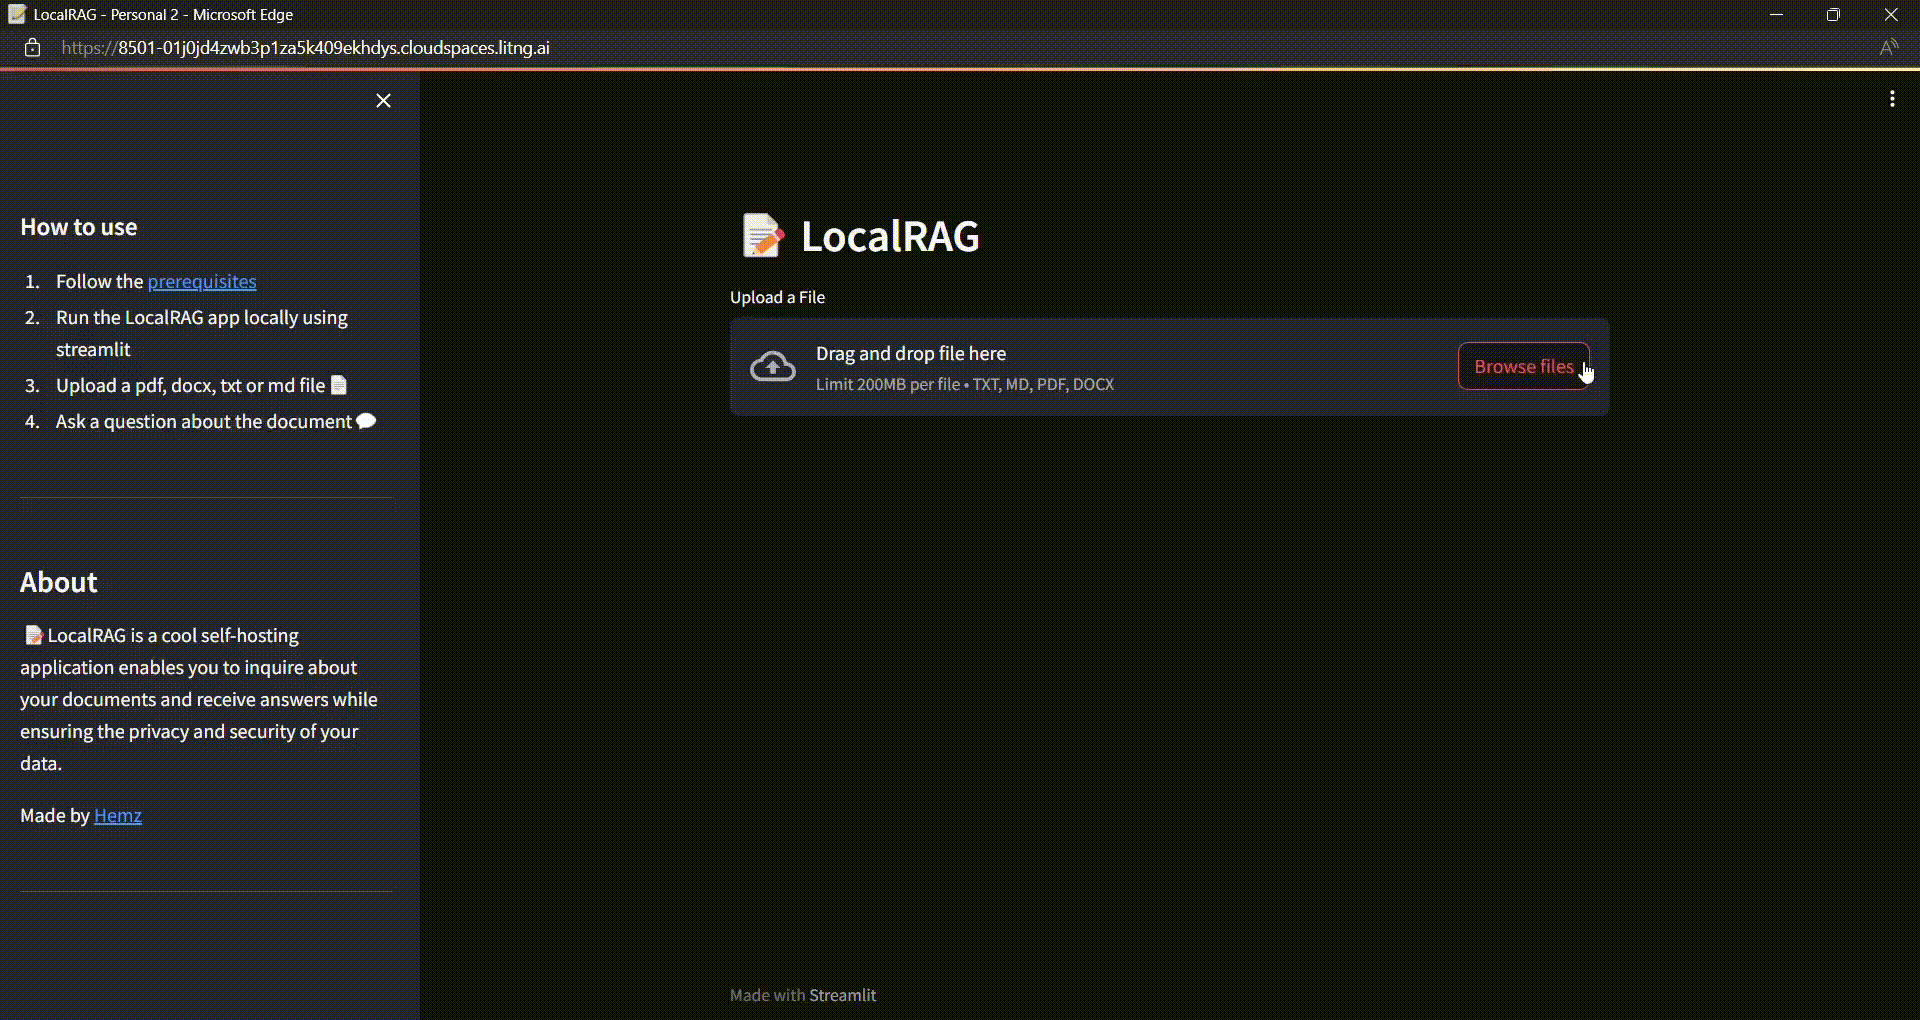 LocalRAG - Personal 2 - Microsoft Edge
https://8501-01j0jd4zwb3p1za5k409ekhdys.cloudspaces.litng.ai
How to use
1. Follow the prerequisites
2. Run the LocalRAG app locally using
streamlit
3. Upload a pdf, docx, txt or md file
4. Ask a question about the document
About
LocalRAG is a cool self-hosting
application enables you to inquire about
your documents and receive answers while
ensuring the privacy and security of your
data.
Made by Hemz
LocalRAG
Upload a File
Drag and drop file here
Limit 200MB per file • TXT, MD, PDF, DOCX
Browse files
Made with Streamlit